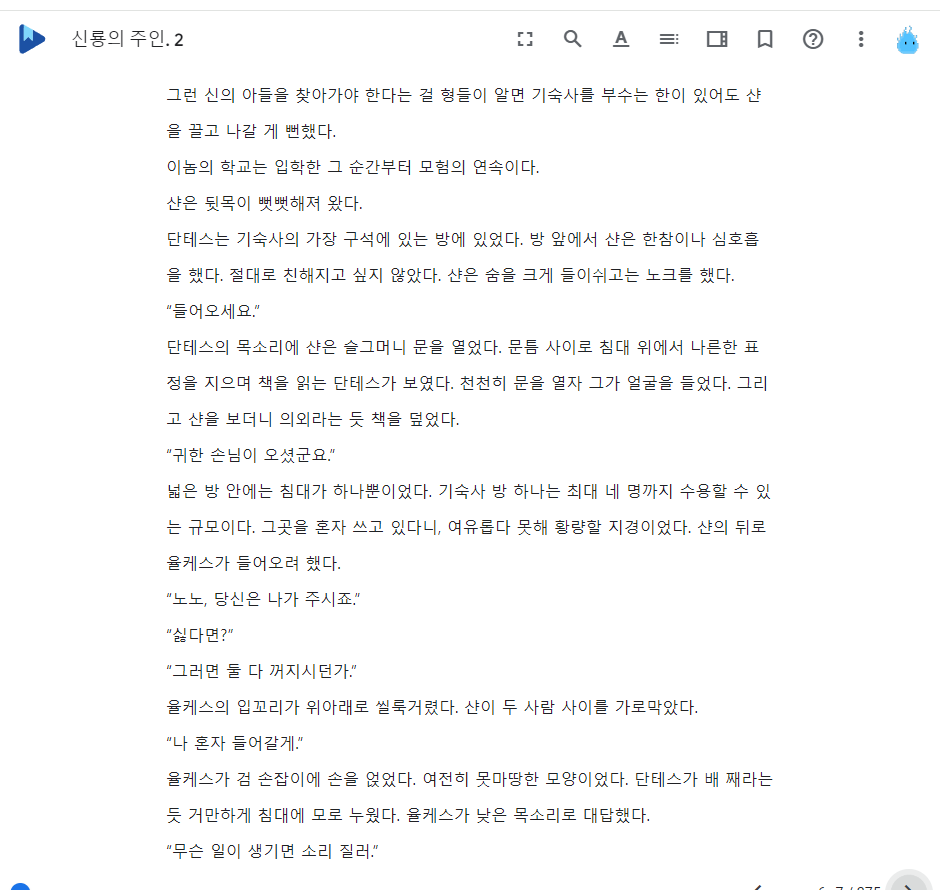 신룡의 주인. 2
그런 신의 아들을 찾아가야 한다는 걸 형들이 알면 기숙사를 부수는 한이 있어도 샨
을 끌고 나갈 게 뻔했다.
이놈의 학교는 입학한 그 순간부터 모험의 연속이다.
샨은 뒷목이 뻣뻣해져 왔다.
단테스는 기숙사의 가장 구석에 있는 방에 있었다. 방 앞에서 샨은 한참이나 심호흡
을 했다. 절대로 친해지고 싶지 않았다. 샨은 숨을 크게 들이쉬고는 노크를 했다.
“들어오세요.”
단테스의 목소리에 샨은 슬그머니 문을 열었다. 문틈 사이로 침대 위에서 나른한 표
정을 지으며 책을 읽는 단테스가 보였다. 천천히 문을 열자 그가 얼굴을 들었다. 그리
고 샨을 보더니 의외라는 듯 책을 덮었다.
“귀한 손님이 오셨군요.”
넓은 방 안에는 침대가 하나뿐이었다. 기숙사 방 하나는 최대 네 명까지 수용할 수 있
는 규모이다. 그곳을 혼자 쓰고 있다니, 여유롭다 못해 황량할 지경이었다. 샨의 뒤로
율케스가 들어오려 했다.
“노노, 당신은 나가 주시죠.”
“싫다면?”
“그러면 둘 다 꺼지시던가.”
율케스의 입꼬리가 위아래로 씰룩거렸다. 샨이 두 사람 사이를 가로막았다.
“나 혼자 들어갈게.”
율케스가 검 손잡이에 손을 얹었다. 여전히 못마땅한 모양이었다. 단테스가 배 째라는
듯 거만하게 침대에 모로 누웠다. 율케스가 낮은 목소리로 대답했다.
“무슨 일이 생기면 소리 질러.”